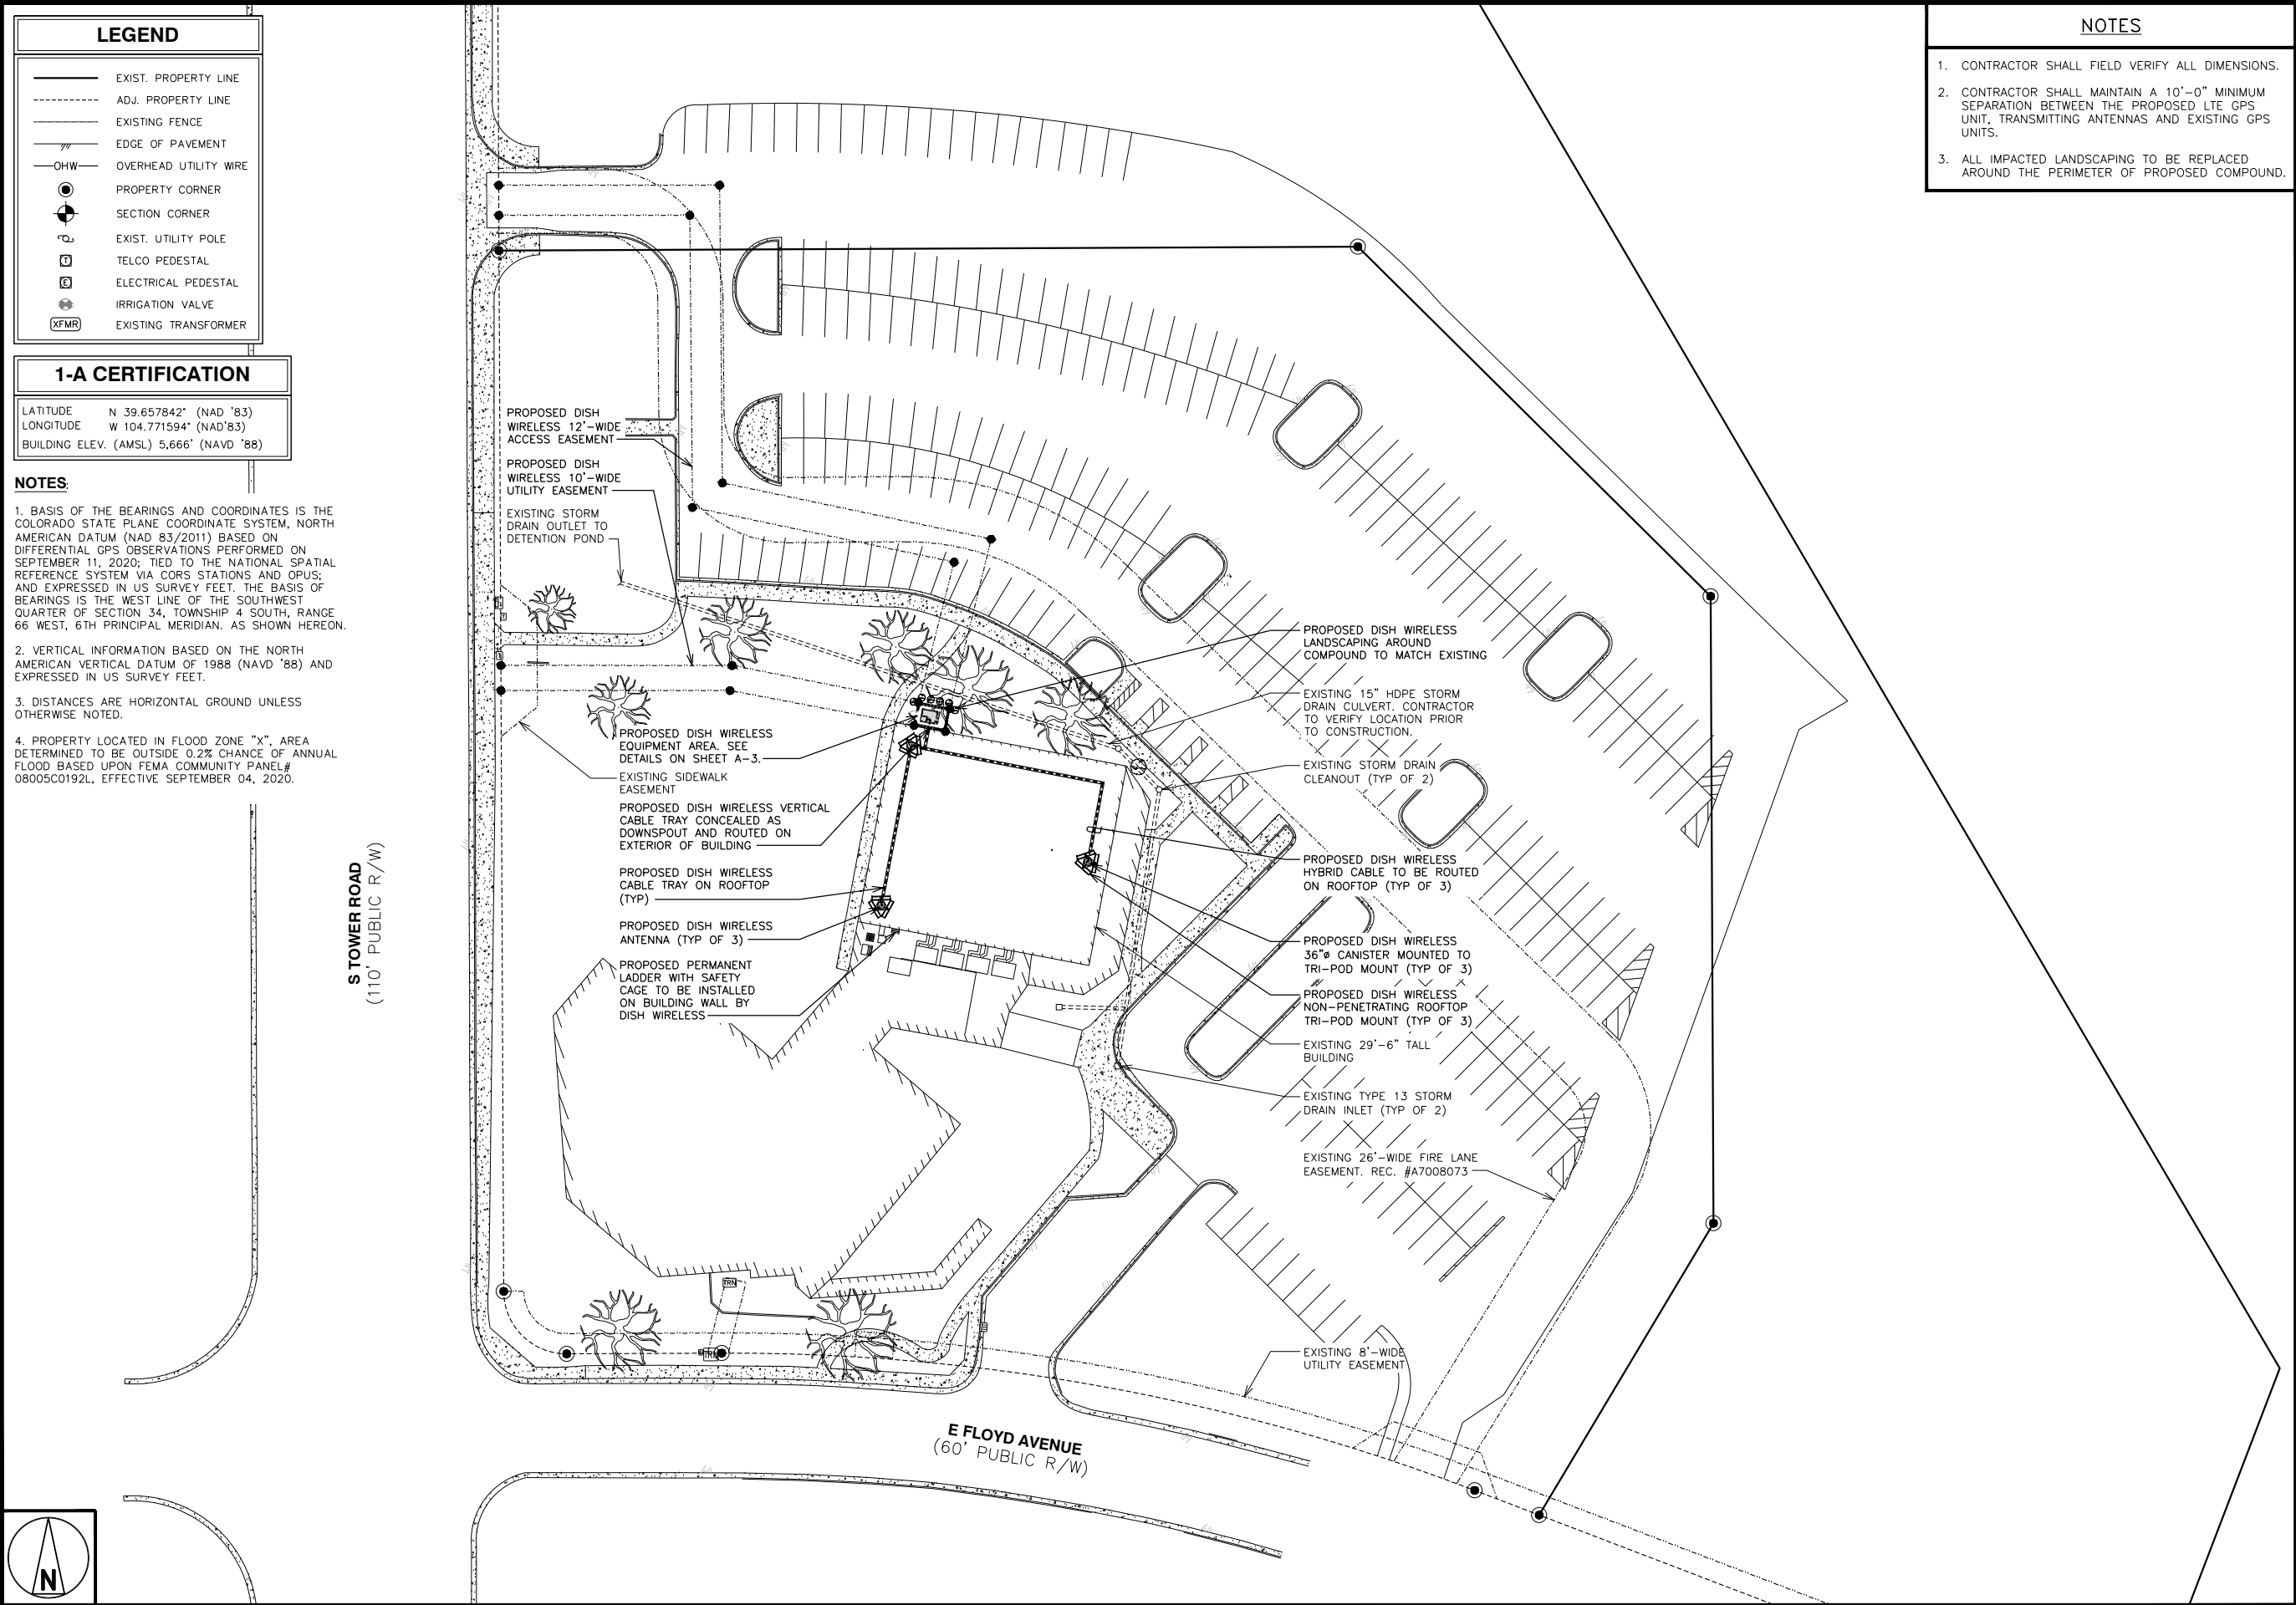 LEGEND
EXIST. PROPERTY LINE
ADJ. PROPERTY LINE
EXISTING FENCE
EDGE OF PAVEMENT
OHW OVERHEAD UTILITY WIRE
PROPERTY CORNER
SECTION CORNER
EXIST. UTILITY POLE
T TELCO PEDESTAL
E ELECTRICAL PEDESTAL
IRRIGATION VALVE
XFMR EXISTING TRANSFORMER
1-A CERTIFICATION
LATITUDE N 39.657842° (NAD '83)
LONGITUDE W 104.771594° (NAD'83)
BUILDING ELEV. (AMSL) 5,666' (NAVD '88)
NOTES:
1. BASIS OF THE BEARINGS AND COORDINATES IS THE
COLORADO STATE PLANE COORDINATE SYSTEM, NORTH
AMERICAN DATUM (NAD 83/2011) BASED ON
DIFFERENTIAL GPS OBSERVATIONS PERFORMED ON
SEPTEMBER 11, 2020; TIED TO THE NATIONAL SPATIAL
REFERENCE SYSTEM VIA CORS STATIONS AND OPUS;
AND EXPRESSED IN US SURVEY FEET. THE BASIS OF
BEARINGS IS THE WEST LINE OF THE SOUTHWEST
QUARTER OF SECTION 34, TOWNSHIP 4 SOUTH, RANGE
66 WEST, 6TH PRINCIPAL MERIDIAN. AS SHOWN HEREON.
2. VERTICAL INFORMATION BASED ON THE NORTH
AMERICAN VERTICAL DATUM OF 1988 (NAVD '88) AND
EXPRESSED IN US SURVEY FEET.
3. DISTANCES ARE HORIZONTAL GROUND UNLESS
OTHERWISE NOTED.
4. PROPERTY LOCATED IN FLOOD ZONE "X", AREA
DETERMINED TO BE OUTSIDE 0.2% CHANCE OF ANNUAL
FLOOD BASED UPON FEMA COMMUNITY PANEL#
08005C0192L, EFFECTIVE SEPTEMBER 04, 2020.
S TOWER ROAD
(110' PUBLIC R/W)
PROPOSED DISH
WIRELESS 12'-WIDE
ACCESS EASEMENT
PROPOSED DISH
WIRELESS 10'-WIDE
UTILITY EASEMENT
EXISTING STORM
DRAIN OUTLET TO
DETENTION POND
PROPOSED DISH WIRELESS
EQUIPMENT AREA. SEE
DETAILS ON SHEET A-3.
EXISTING SIDEWALK
EASEMENT
PROPOSED DISH WIRELESS VERTICAL
CABLE TRAY CONCEALED AS
DOWNSPOUT AND ROUTED ON
EXTERIOR OF BUILDING
PROPOSED DISH WIRELESS
CABLE TRAY ON ROOFTOP
(TYP)
PROPOSED DISH WIRELESS
ANTENNA (TYP OF 3)
PROPOSED PERMANENT
LADDER WITH SAFETY
CAGE TO BE INSTALLED
ON BUILDING WALL BY
DISH WIRELESS
PROPOSED DISH WIRELESS
LANDSCAPING AROUND
COMPOUND TO MATCH EXISTING
EXISTING 15" HDPE STORM
DRAIN CULVERT. CONTRACTOR
TO VERIFY LOCATION PRIOR
TO CONSTRUCTION.
EXISTING STORM DRAIN
CLEANOUT (TYP OF 2)
PROPOSED DISH WIRELESS
HYBRID CABLE TO BE ROUTED
ON ROOFTOP (TYP OF 3)
PROPOSED DISH WIRELESS
36"ø CANISTER MOUNTED TO
TRI-POD MOUNT (TYP OF 3)
PROPOSED DISH WIRELESS
NON-PENETRATING ROOFTOP
TRI-POD MOUNT (TYP OF 3)
EXISTING 29'-6" TALL
BUILDING
EXISTING TYPE 13 STORM
DRAIN INLET (TYP OF 2)
EXISTING 26'-WIDE FIRE LANE
EASEMENT. REC. #A7008073
EXISTING 8'-WIDE
UTILITY EASEMENT
TRN
TRN
E FLOYD AVENUE
(60' PUBLIC R/W)
N
NOTES
1. CONTRACTOR SHALL FIELD VERIFY ALL DIMENSIONS.
2. CONTRACTOR SHALL MAINTAIN A 10'-0" MINIMUM
SEPARATION BETWEEN THE PROPOSED LTE GPS
UNIT, TRANSMITTING ANTENNAS AND EXISTING GPS
UNITS.
3. ALL IMPACTED LANDSCAPING TO BE REPLACED
AROUND THE PERIMETER OF PROPOSED COMPOUND.